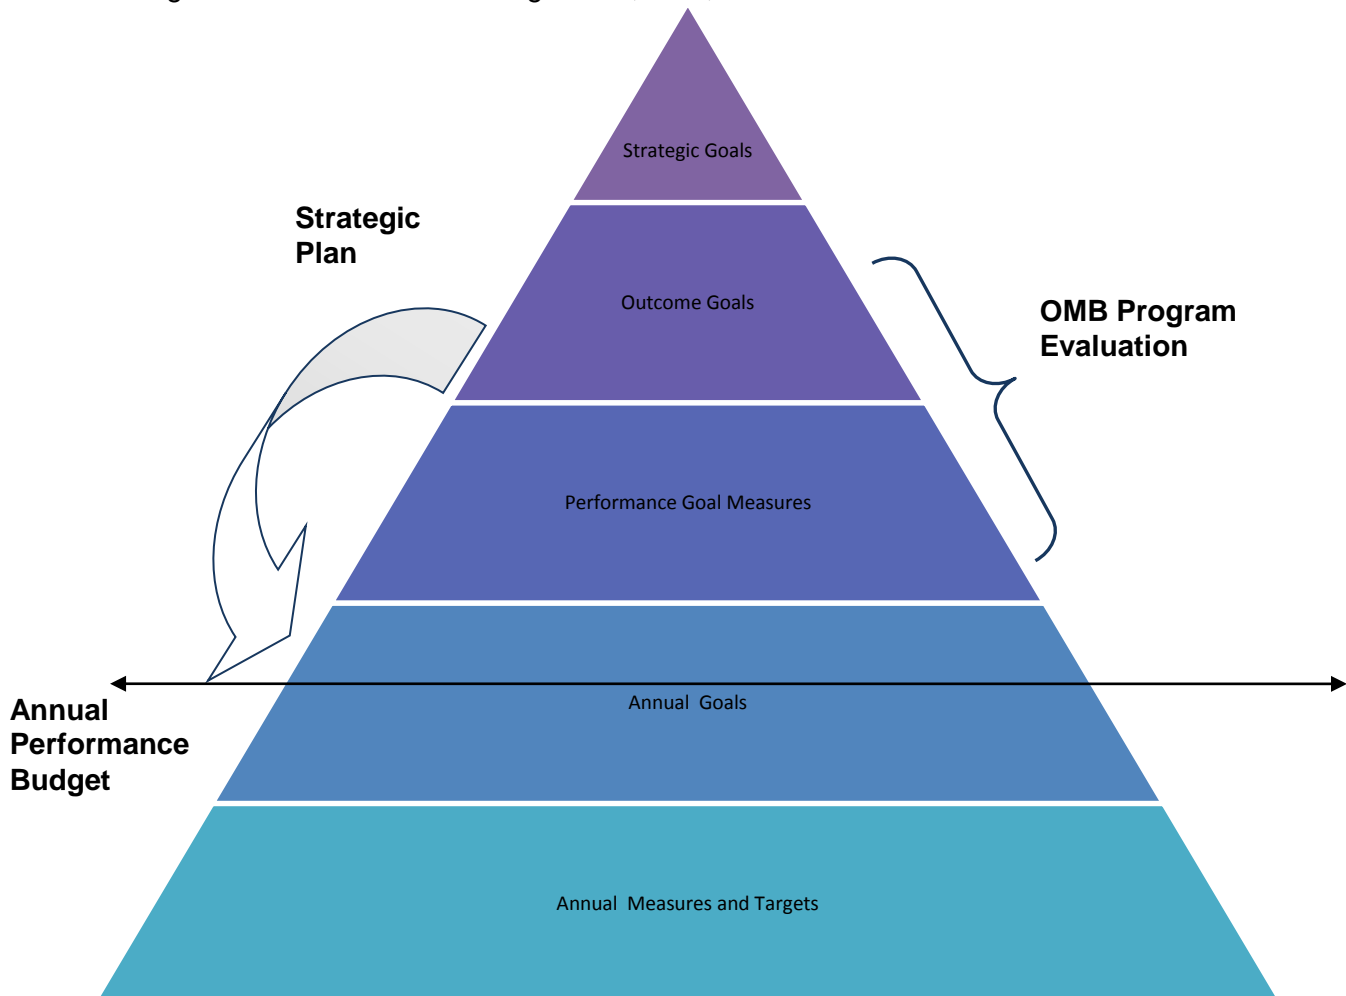 Strategic Goals
Strategic
Plan
Outcome Goals
OMB Program
Evaluation
Performance Goal Measures
Annual  Goals
Annual
Performance
Budget
Annual  Measures and Targets